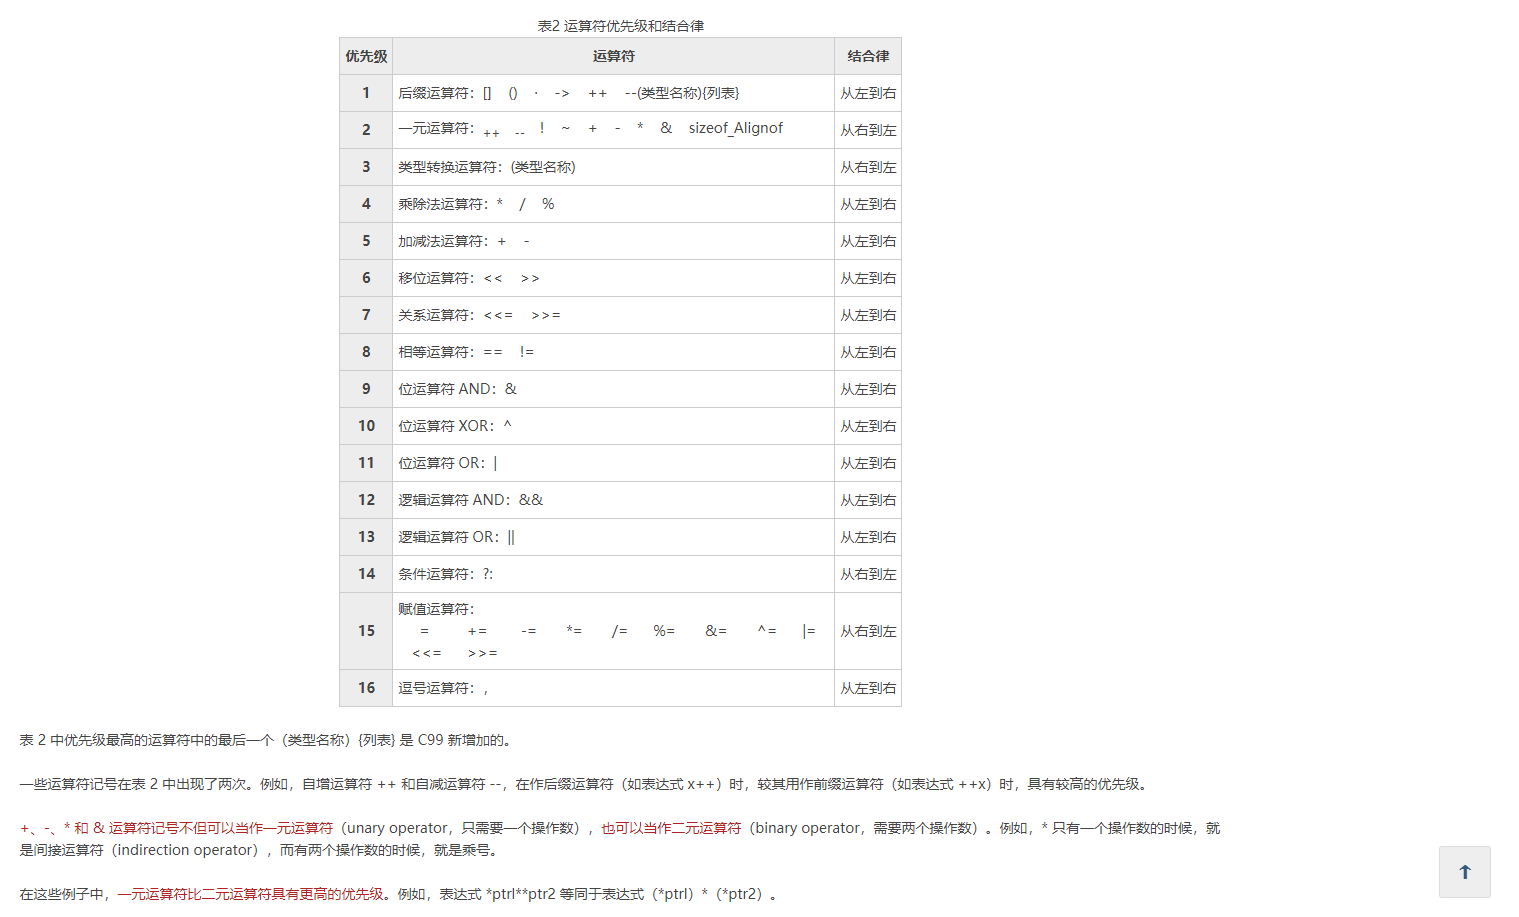 表2 运算符优先级和结合律
优先级 运算符 结合律
1 后缀运算符：[] () · -> ++ --(类型名称){列表} 从左到右
2 一元运算符：++ -- ! ~ + - * & sizeof_Alignof 从右到左
3 类型转换运算符：(类型名称) 从右到左
4 乘除法运算符：* / % 从左到右
5 加减法运算符：+ - 从左到右
6 移位运算符：<< >> 从左到右
7 关系运算符：<<= >>= 从左到右
8 相等运算符：== != 从左到右
9 位运算符 AND：& 从左到右
10 位运算符 XOR：^ 从左到右
11 位运算符 OR：| 从左到右
12 逻辑运算符 AND：&& 从左到右
13 逻辑运算符 OR：|| 从左到右
14 条件运算符：?: 从右到左
15 赋值运算符： 从右到左
= += -= *= /= %= &= ^= |=
<<= >>=
16 逗号运算符：, 从左到右
表 2 中优先级最高的运算符中的最后一个（类型名称）{列表} 是 C99 新增加的。
一些运算符记号在表 2 中出现了两次。例如，自增运算符 ++ 和自减运算符 --，在作后缀运算符（如表达式 x++）时，较其用作前缀运算符（如表达式 ++x）时，具有较高的优先级。
+、-、* 和 & 运算符记号不但可以当作一元运算符（unary operator，只需要一个操作数），也可以当作二元运算符（binary operator，需要两个操作数）。例如，* 只有一个操作数的时候，就
是间接运算符（indirection operator），而有两个操作数的时候，就是乘号。
在这些例子中，一元运算符比二元运算符具有更高的优先级。例如，表达式 *ptrl**ptr2 等同于表达式（*ptrl）*（*ptr2）。